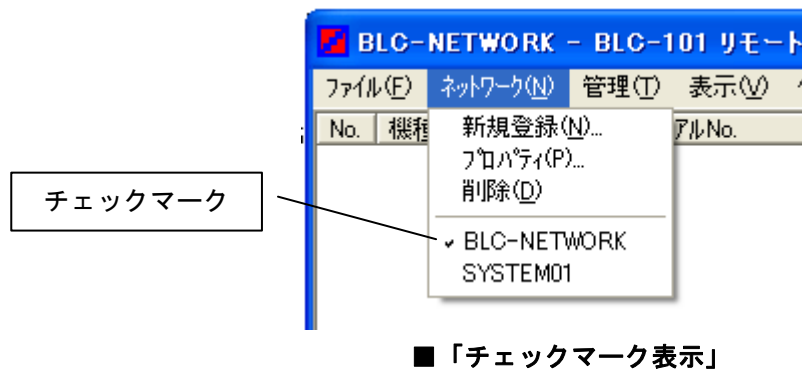 BLC-NETWORK - BLC-101 リモート
ファイル(F) ネットワーク(N) 管理(T) 表示(V)
No. 機種 アルNo.
新規登録(N)...
プロパティ(P)...
削除(D)
チェックマーク
✓ BLC-NETWORK
SYSTEM01
■「チェックマーク表示」